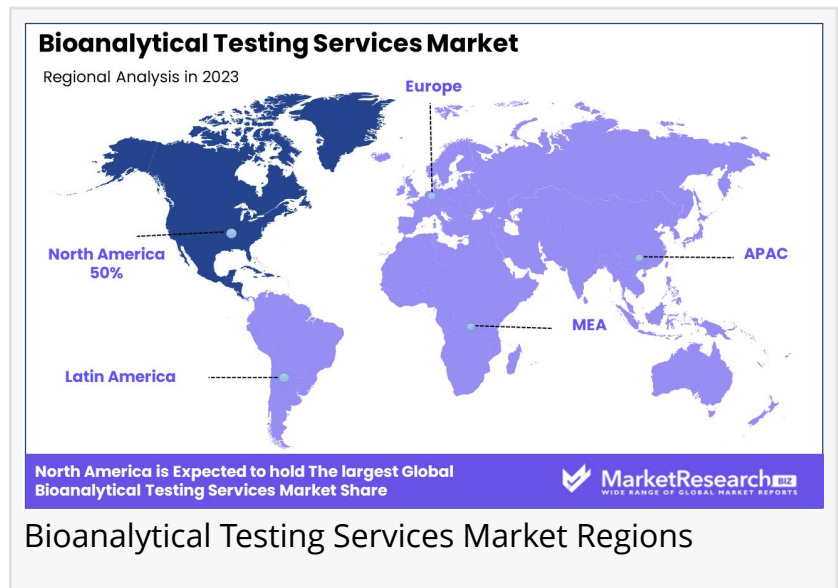 Bioanalytical Testing Services Market
Regional Analysis in 2023
Europe
North America
50%
APAC
MEA
Latin America
North America is Expected to hold The largest Global
Bioanalytical Testing Services Market Share
MarketResearch BIZ
WIDE RANGE OF GLOBAL MARKET REPORTS
Bioanalytical Testing Services Market Regions